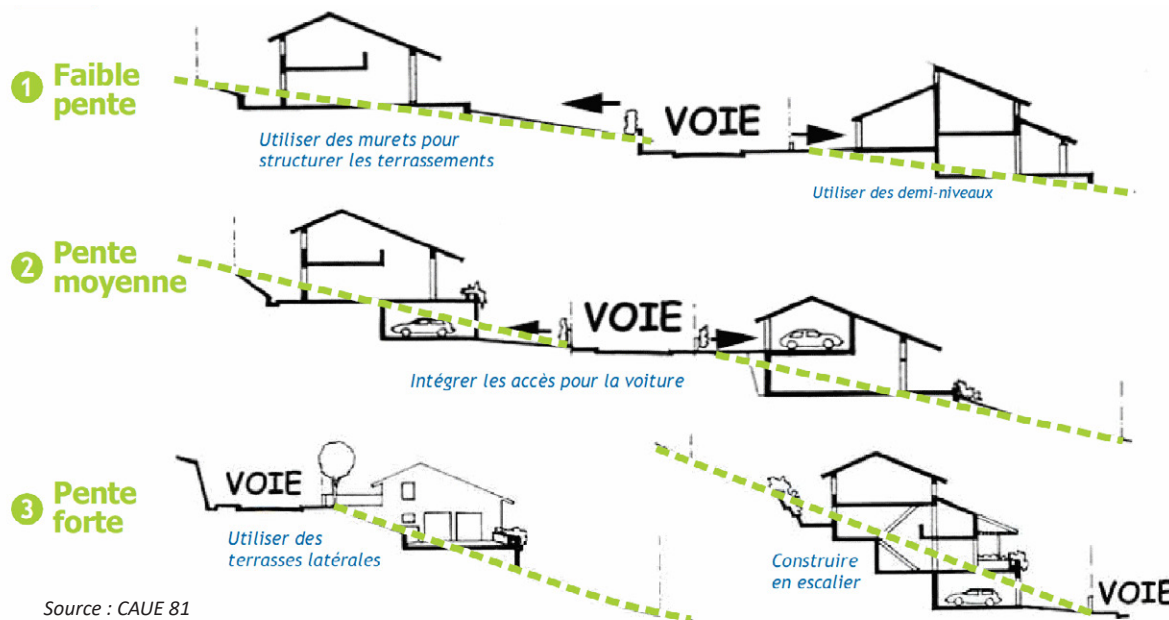 1 Faible
pente
VOIE
Utiliser des murets pour
structurer les terrassements
Utiliser des demi-niveaux
2 Pente
moyenne
VOIE
Intégrer les accès pour la voiture
3 Pente
forte
VOIE
Utiliser des
terrasses latérales
Construire
en escalier
VOIE
Source : CAUE 81